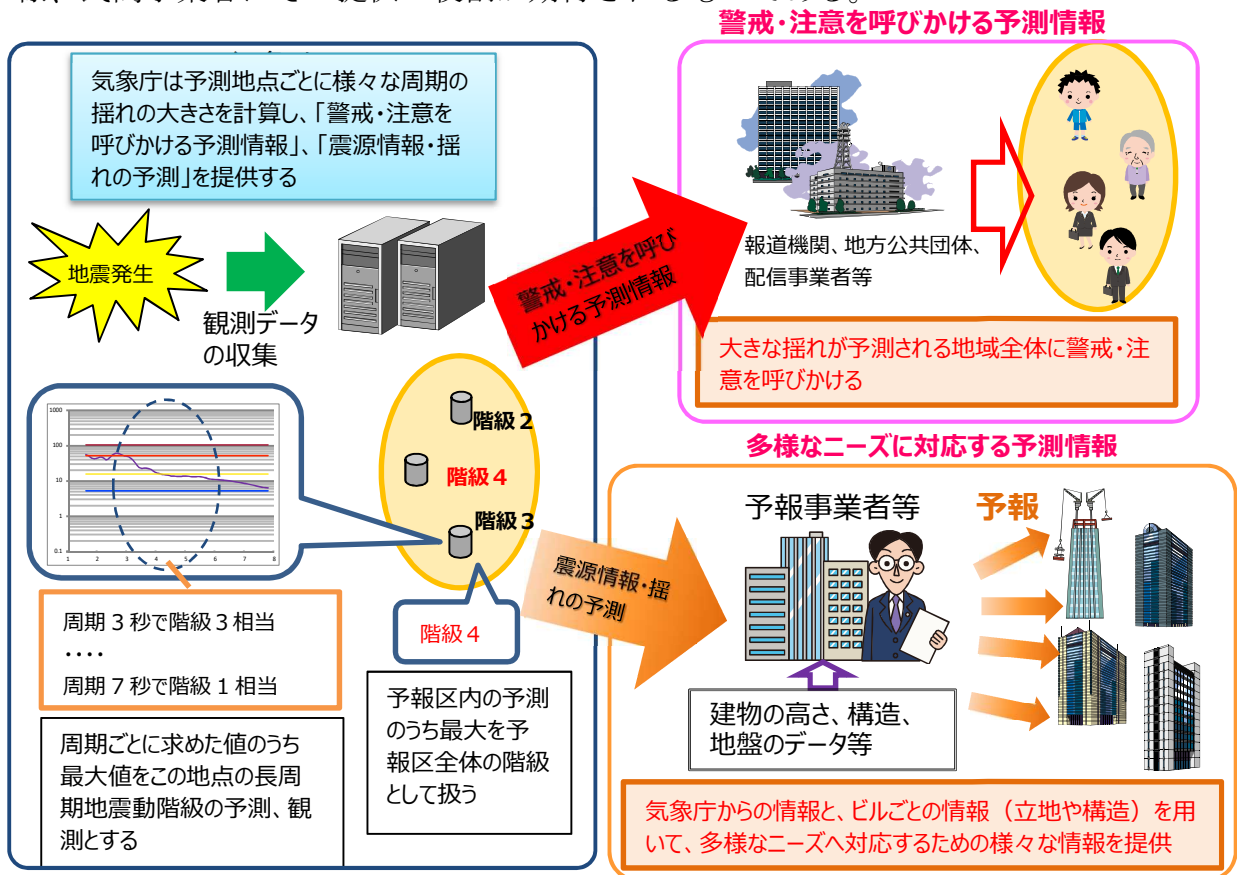 警戒・注意を呼びかける予測情報
気象庁は予測地点ごとに様々な周期の
揺れの大きさを計算し、「警戒・注意を
呼びかける予測情報」、「震源情報・揺
れの予測」を提供する
地震発生
観測データ
の収集
警戒・注意を呼び
かける予測情報
報道機関、地方公共団体、
配信事業者等
大きな揺れが予測される地域全体に警戒・注
意を呼びかける
1000
100
10
1
0.1
1 2 3 4 5 6 7 8
階級２
階級４
階級３
階級４
周期３秒で階級３相当
・・・・
周期７秒で階級１相当
周期ごとに求めた値のうち
最大値をこの地点の長周
期地震動階級の予測、観
測とする
予報区内の予測
のうち最大を予
報区全体の階級
として扱う
震源情報・揺
れの予測
多様なニーズに対応する予測情報
予報事業者等
予報
建物の高さ、構造、
地盤のデータ等
気象庁からの情報と、ビルごとの情報（立地や構造）を用
いて、多様なニーズへ対応するための様々な情報を提供